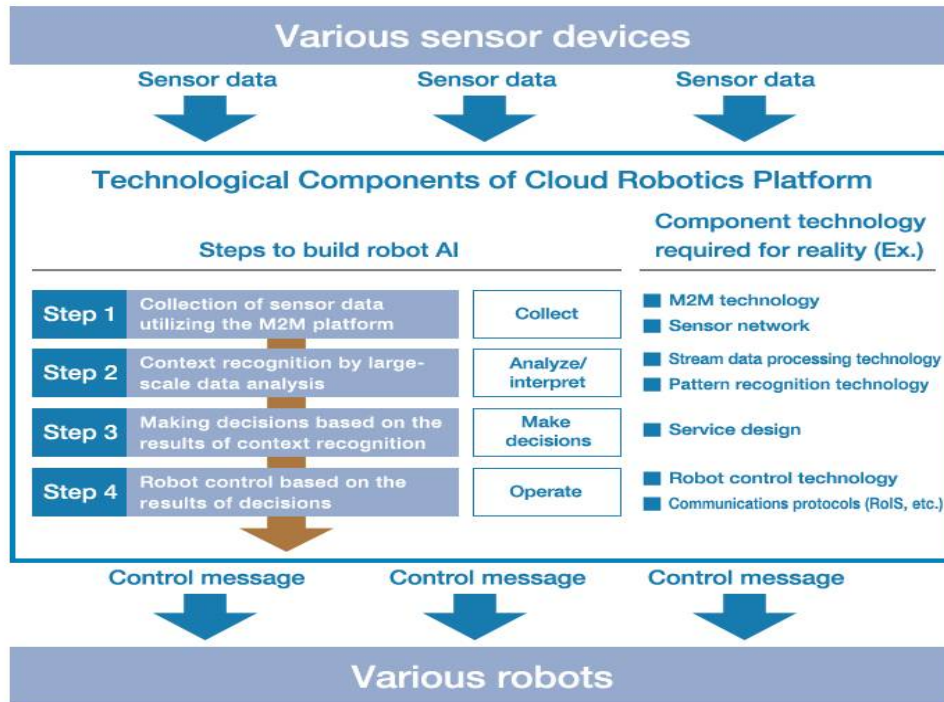 Various sensor devices
Sensor data
Sensor data
Sensor data
Technological Components of Cloud Robotics Platform
Steps to build robot AI
Component technology
required for reality (Ex.)
Step 1
Collection of sensor data
utilizing the M2M platform
Collect
M2M technology
Sensor network
Step 2
Context recognition by large-
scale data analysis
Analyze/
interpret
Stream data processing technology
Pattern recognition technology
Step 3
Making decisions based on the
results of context recognition
Make
decisions
Service design
Step 4
Robot control based on the
results of decisions
Operate
Robot control technology
Communications protocols (RoIS, etc.)
Control message
Control message
Control message
Various robots